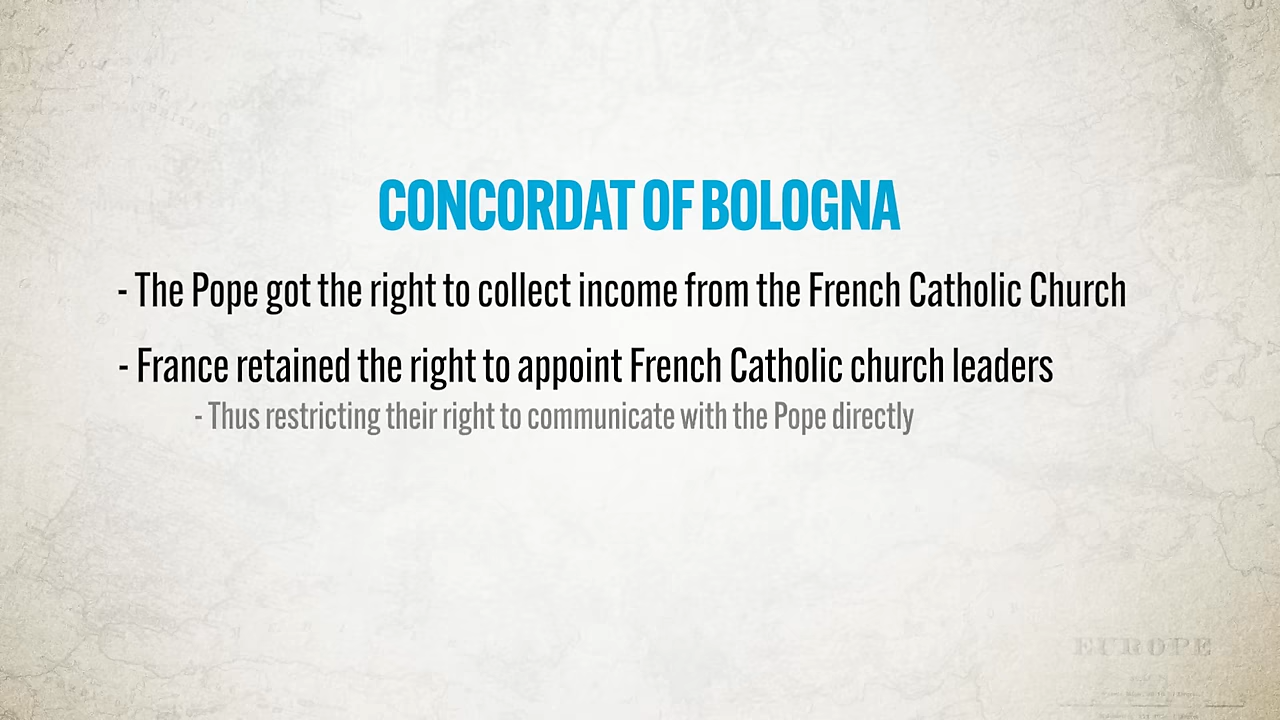 CONCORDAT OF BOLOGNA
- The Pope got the right to collect income from the French Catholic Church
- France retained the right to appoint French Catholic church leaders
- Thus restricting their right to communicate with the Pope directly
EUROPE